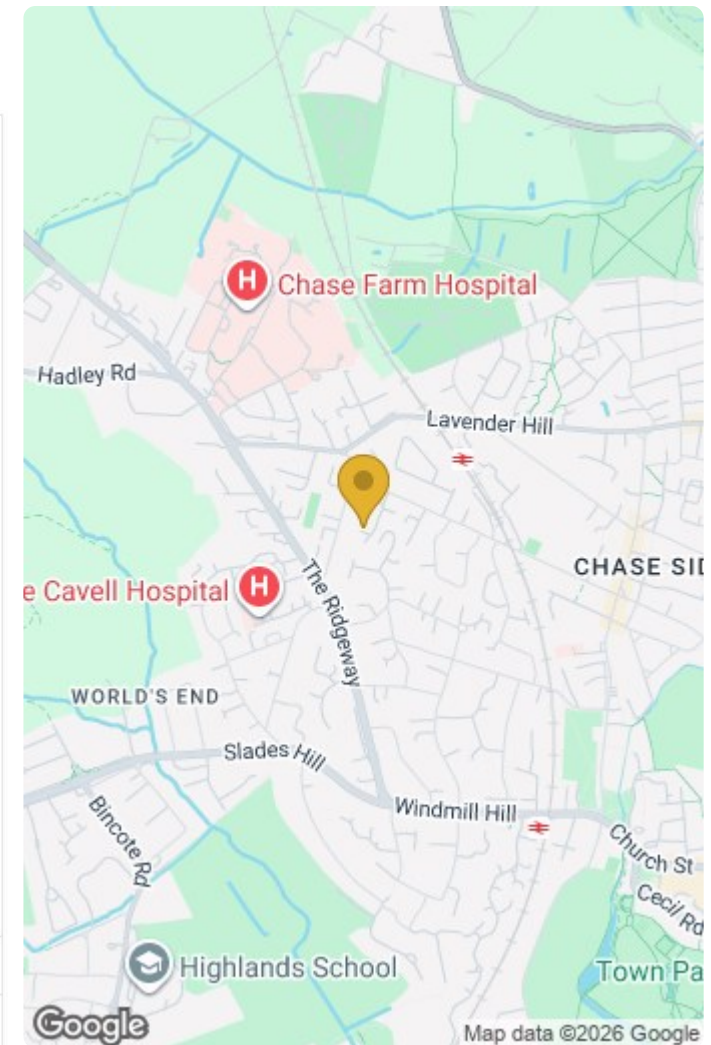 H
Chase Farm Hospital
Hadley Rd
Lavender Hill
CHASE SID
e Cavell Hospital
H
The Ridgeway
WORLD'S END
Slades Hill
Windmill Hill
Bincote Rd
Church St
Cecil Rd
Highlands School
Town Pa
Google
Map data ©2026 Google